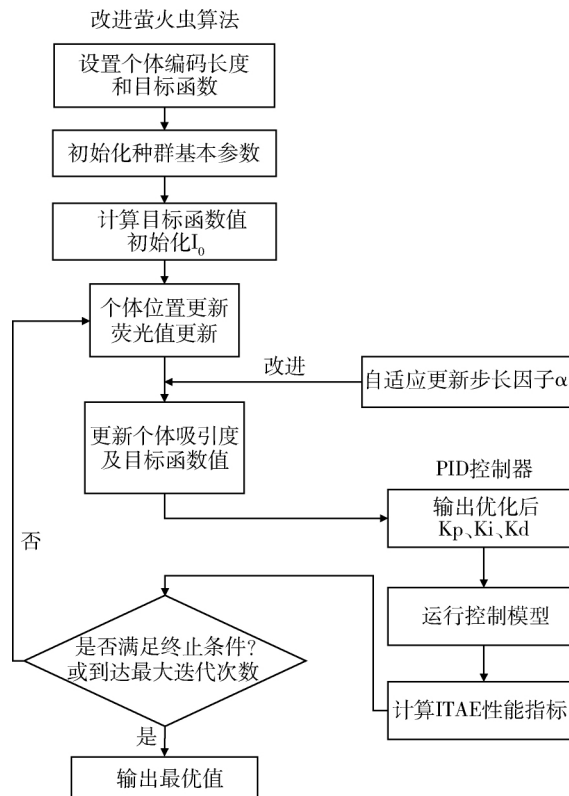 改进萤火虫算法
设置个体编码长度
和目标函数
初始化种群基本参数
计算目标函数值
初始化I₀
个体位置更新
荧光值更新
改进
自适应更新步长因子α
更新个体吸引度
及目标函数值
PID控制器
输出优化后
Kp、Ki、Kd
否
运行控制模型
是否满足终止条件?
或到达最大迭代次数
计算ITAE性能指标
是
输出最优值